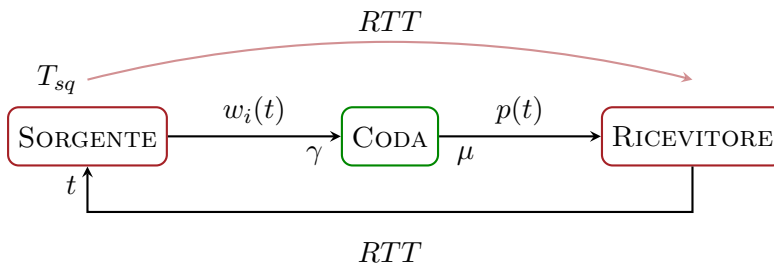 RTT
T_sq
w_i(t)
p(t)
SORGENTE
CODA
RICEVITORE
γ
μ
t
RTT